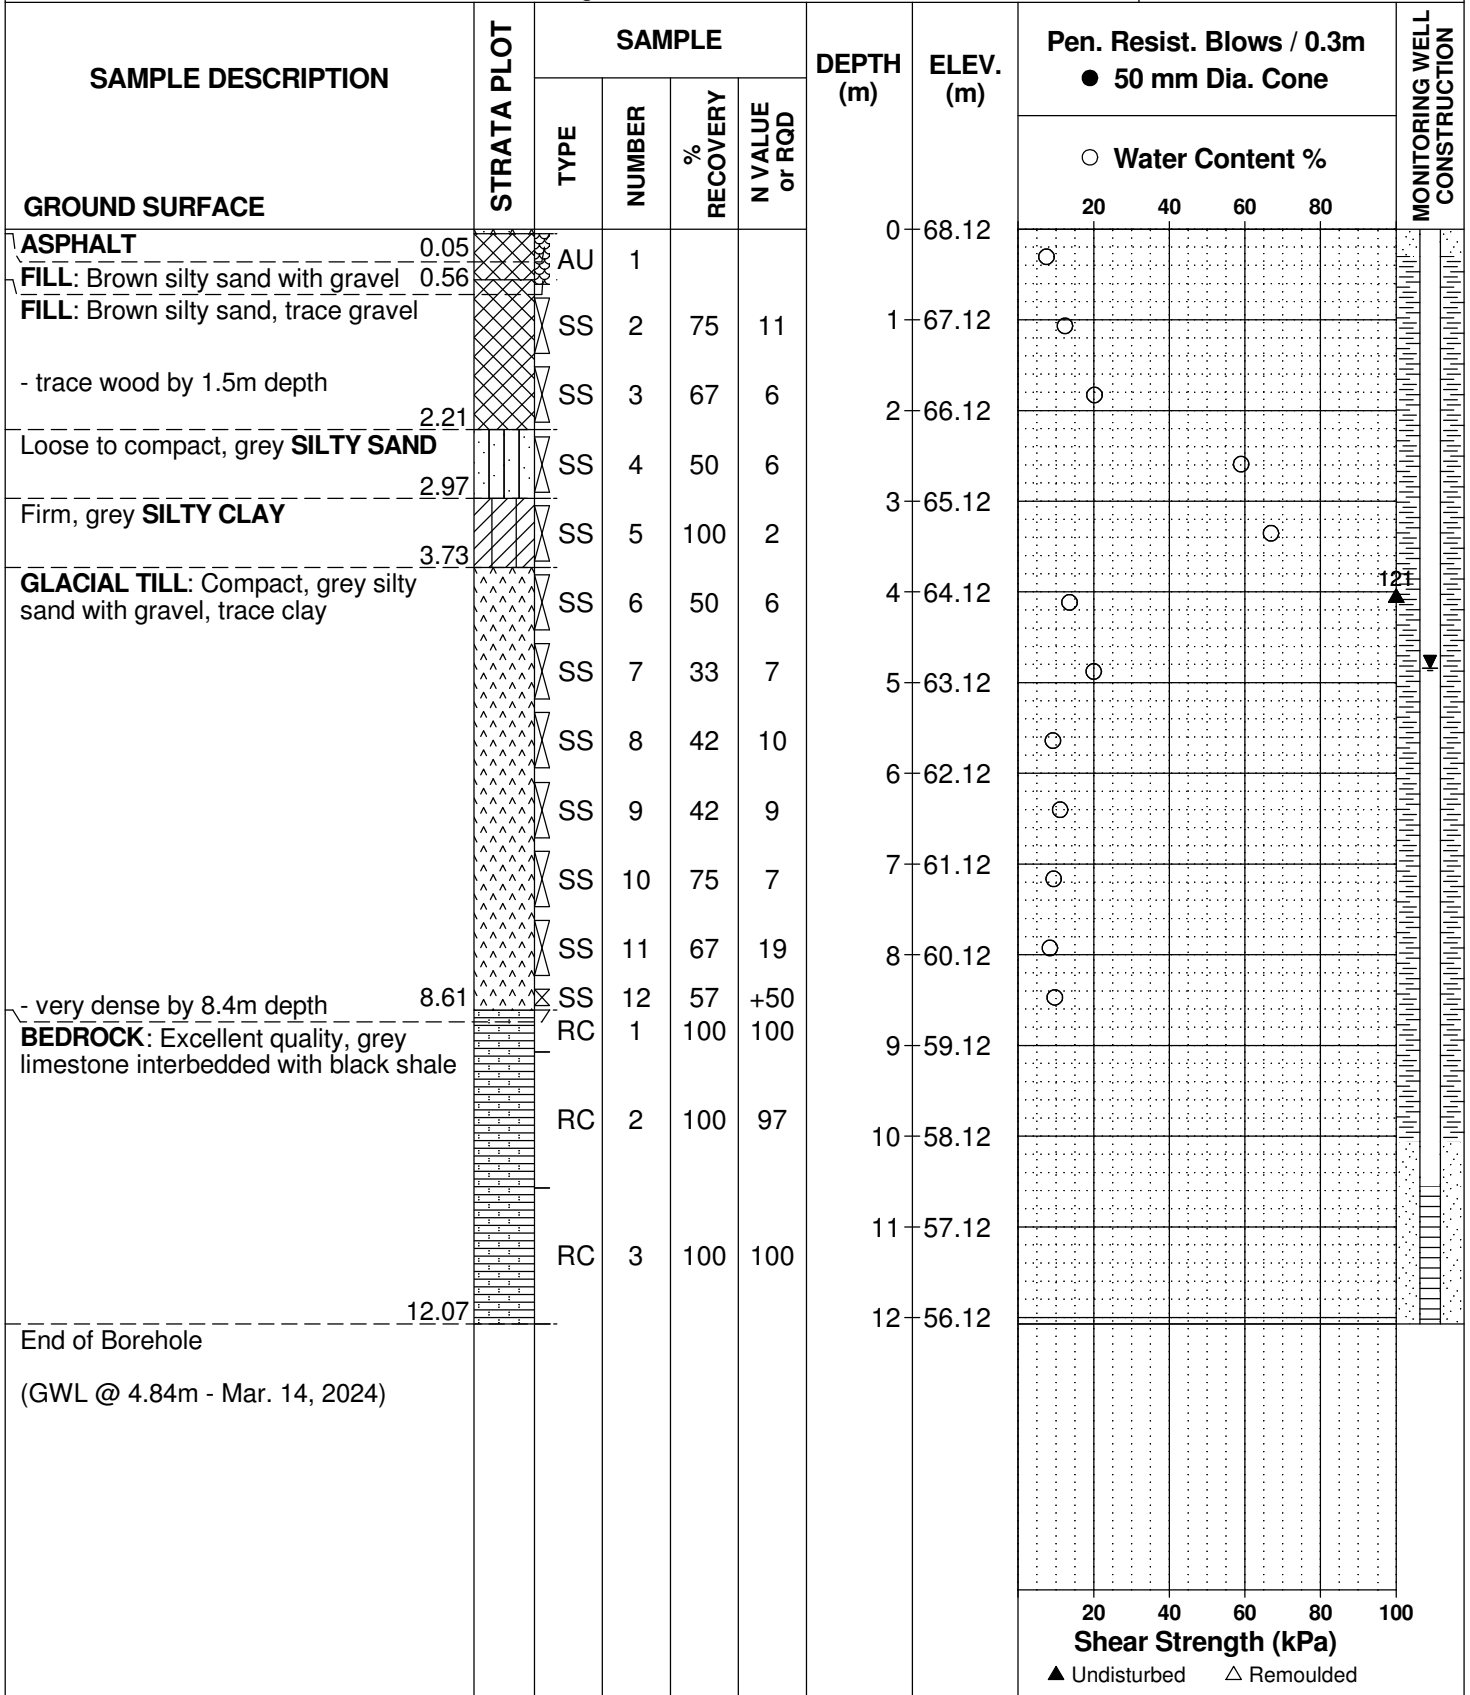 SAMPLE DESCRIPTION
GROUND SURFACE
STRATA PLOT
SAMPLE
TYPE
NUMBER
% RECOVERY
N VALUE or RQD
DEPTH (m)
ELEV. (m)
Pen. Resist. Blows / 0.3m
● 50 mm Dia. Cone
○ Water Content %
20 40 60 80
MONITORING WELL CONSTRUCTION
0 68.12
ASPHALT 0.05
AU 1
FILL: Brown silty sand with gravel 0.56
FILL: Brown silty sand, trace gravel
SS 2 75 11
1 67.12
- trace wood by 1.5m depth
SS 3 67 6
2 66.12
2.21
Loose to compact, grey SILTY SAND
SS 4 50 6
2.97
3 65.12
Firm, grey SILTY CLAY
SS 5 100 2
3.73
GLACIAL TILL: Compact, grey silty
sand with gravel, trace clay
121
4 64.12
SS 6 50 6
SS 7 33 7
5 63.12
SS 8 42 10
6 62.12
SS 9 42 9
7 61.12
SS 10 75 7
SS 11 67 19
8 60.12
- very dense by 8.4m depth 8.61
SS 12 57 +50
BEDROCK: Excellent quality, grey
limestone interbedded with black shale
RC 1 100 100
9 59.12
RC 2 100 97
10 58.12
11 57.12
RC 3 100 100
12.07
12 56.12
End of Borehole
(GWL @ 4.84m - Mar. 14, 2024)
20 40 60 80 100
Shear Strength (kPa)
▲ Undisturbed △ Remoulded